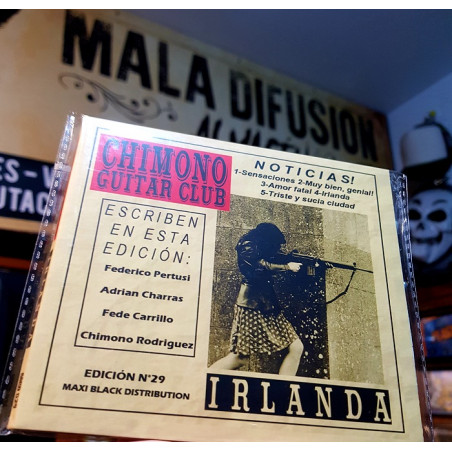 MALA DIFUSION
CHIMONO
GUITAR CLUB
NOTICIAS!
1-Sensaciones 2-Muy bien, genial!
3-Amor fatal 4-Irlanda
5-Triste y sucia ciudad
ESCRIBEN
EN ESTA
EDICIÓN:
Federico Pertusi
Adrian Charras
Fede Carrillo
Chimono Rodriguez
EDICIÓN N°29
MAXI BLACK DISTRIBUTION
IRLANDA